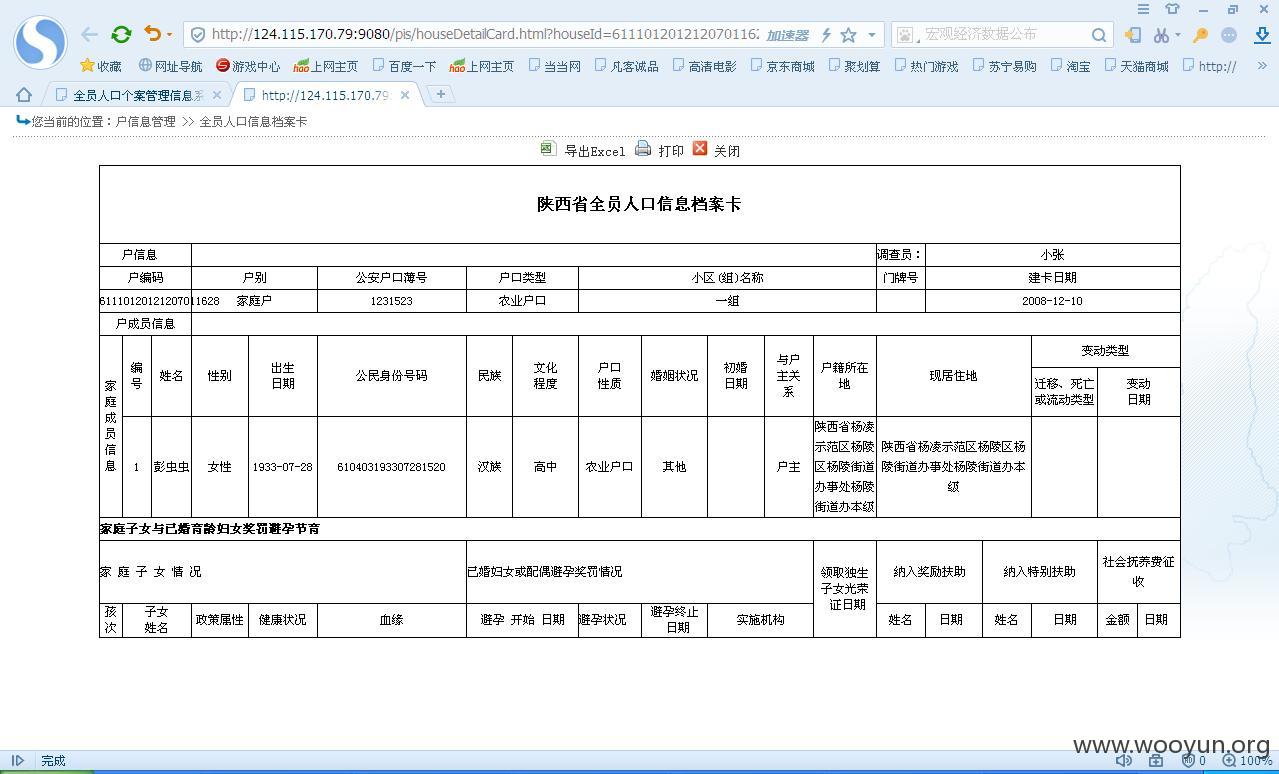 http://124.115.170.79:9080/pis/houseDetailCard.html?houseId=611101201212070116 加速器 宏观经济数据公布
收藏 网址导航 游戏中心 hao上网主页 百度一下 hao上网主页 当当网 凡客诚品 高清电影 京东商城 聚划算 热门游戏 苏宁易购 淘宝 天猫商城 http:// »
全员人口个案管理信息系 × http://124.115.170.79 × +
您当前的位置：户信息管理 >> 全员人口信息档案卡
导出Excel 打印 关闭
陕西省全员人口信息档案卡
户信息 调查员： 小张
户编码 户别 公安户口薄号 户口类型 小区(组)名称 门牌号 建卡日期
61110120121207011628 家庭户 1231523 农业户口 一组 2008-12-10
户成员信息
家庭成员信息
编号 姓名 性别 出生日期 公民身份号码 民族 文化程度 户口性质 婚姻状况 初婚日期 与户主关系 户籍所在地 现居住地 变动类型
迁移、死亡或流动类型 变动日期
1 彭虫虫 女性 1933-07-28 610403193307281520 汉族 高中 农业户口 其他 户主 陕西省杨凌示范区杨陵区杨陵街道办事处杨陵街道办本级 陕西省杨凌示范区杨陵区杨陵街道办事处杨陵街道办本级
家庭子女与已婚育龄妇女奖罚避孕节育
家 庭 子 女 情 况 已婚妇女或配偶避孕奖罚情况 领取独生子女光荣证日期 纳入奖励扶助 纳入特别扶助 社会抚养费征收
孩次 子女姓名 政策属性 健康状况 血缘 避孕 开始 日期 避孕状况 避孕终止日期 实施机构 姓名 日期 姓名 日期 金额 日期
www.wooyun.org
完成 0 100%